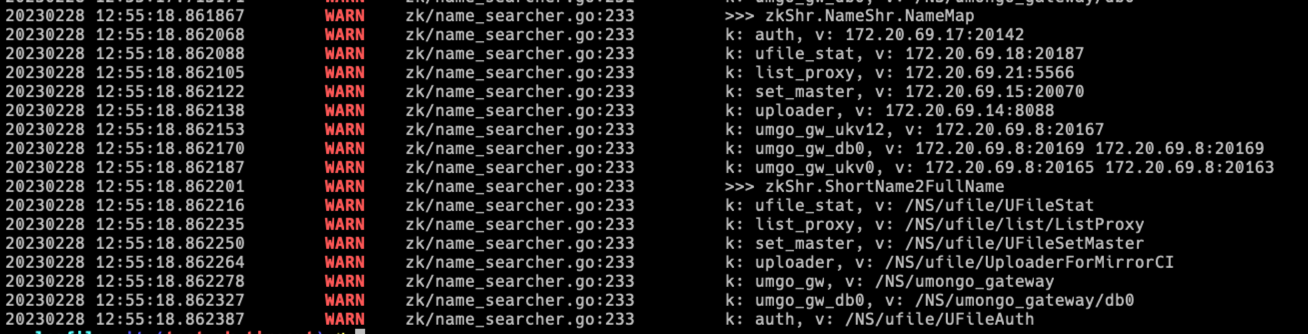 20230228 12:55:18.861867 WARN zk/name_searcher.go:233 >>> zkShr.NameShr.NameMap
20230228 12:55:18.862068 WARN zk/name_searcher.go:233 k: auth, v: 172.20.69.17:20142
20230228 12:55:18.862088 WARN zk/name_searcher.go:233 k: ufile_stat, v: 172.20.69.18:20187
20230228 12:55:18.862105 WARN zk/name_searcher.go:233 k: list_proxy, v: 172.20.69.21:5566
20230228 12:55:18.862122 WARN zk/name_searcher.go:233 k: set_master, v: 172.20.69.15:20070
20230228 12:55:18.862138 WARN zk/name_searcher.go:233 k: uploader, v: 172.20.69.14:8088
20230228 12:55:18.862153 WARN zk/name_searcher.go:233 k: umgo_gw_ukv12, v: 172.20.69.8:20167
20230228 12:55:18.862170 WARN zk/name_searcher.go:233 k: umgo_gw_db0, v: 172.20.69.8:20169 172.20.69.8:20169
20230228 12:55:18.862187 WARN zk/name_searcher.go:233 k: umgo_gw_ukv0, v: 172.20.69.8:20165 172.20.69.8:20163
20230228 12:55:18.862201 WARN zk/name_searcher.go:233 >>> zkShr.ShortName2FullName
20230228 12:55:18.862216 WARN zk/name_searcher.go:233 k: ufile_stat, v: /NS/ufile/UFileStat
20230228 12:55:18.862235 WARN zk/name_searcher.go:233 k: list_proxy, v: /NS/ufile/list/ListProxy
20230228 12:55:18.862250 WARN zk/name_searcher.go:233 k: set_master, v: /NS/ufile/UFileSetMaster
20230228 12:55:18.862264 WARN zk/name_searcher.go:233 k: uploader, v: /NS/ufile/UploaderForMirrorCI
20230228 12:55:18.862278 WARN zk/name_searcher.go:233 k: umgo_gw, v: /NS/umongo_gateway
20230228 12:55:18.862327 WARN zk/name_searcher.go:233 k: umgo_gw_db0, v: /NS/umongo_gateway/db0
20230228 12:55:18.862387 WARN zk/name_searcher.go:233 k: auth, v: /NS/ufile/UFileAuth